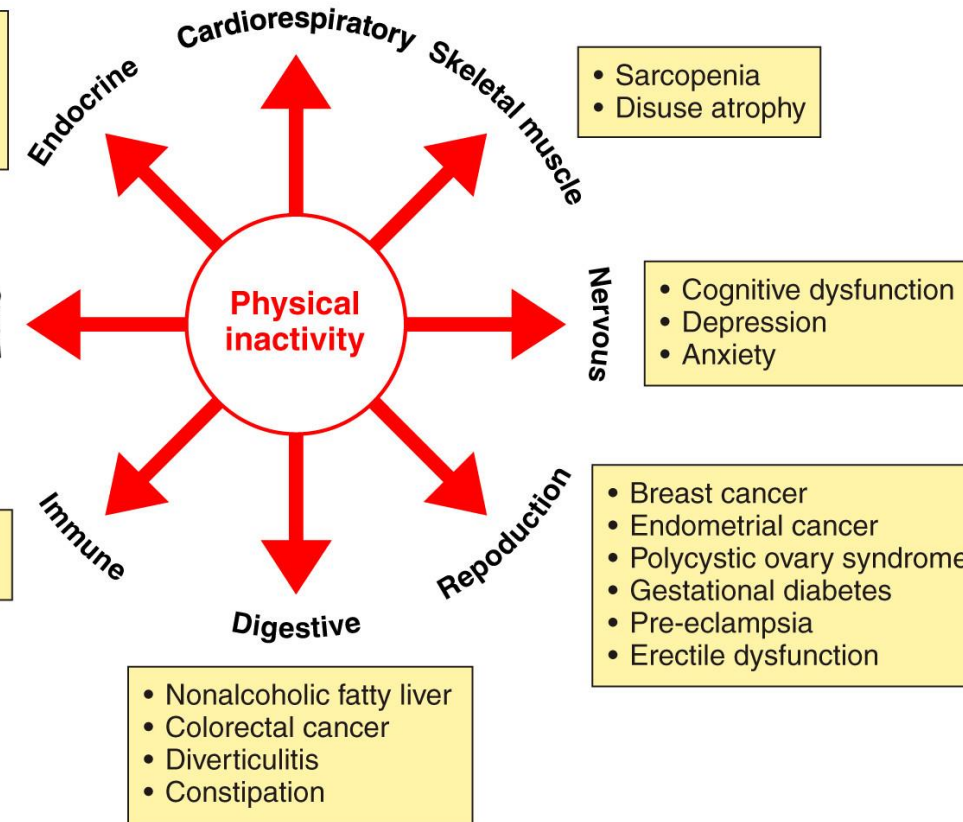 Cardiorespiratory
Endocrine
Skeletal muscle
• Sarcopenia
• Disuse atrophy
Physical
inactivity
Nervous
• Cognitive dysfunction
• Depression
• Anxiety
Immune
Repoduction
• Breast cancer
• Endometrial cancer
• Polycystic ovary syndrome
• Gestational diabetes
• Pre-eclampsia
• Erectile dysfunction
Digestive
• Nonalcoholic fatty liver
• Colorectal cancer
• Diverticulitis
• Constipation